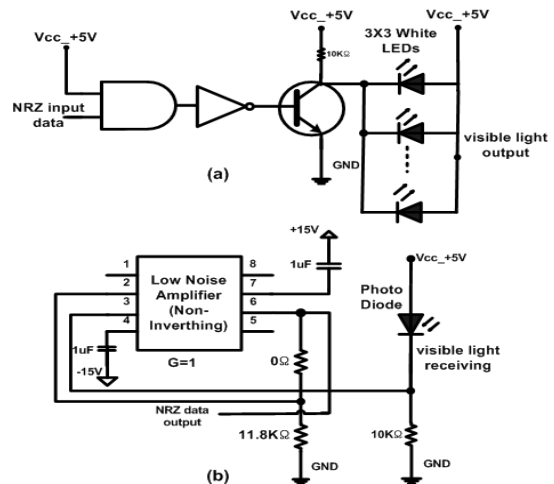 Vcc_+5V
Vcc_+5V
Vcc_+5V
10KΩ
3X3 White
LEDs
NRZ input
data
visible light
output
GND
(a)
+15V
1uF
Vcc_+5V
1
2
3
4
8
7
6
5
Low Noise
Amplifier
(Non-
Inverthing)
G=1
Photo
Diode
visible light
receiving
1uF
-15V
0Ω
NRZ data
output
11.8KΩ
10KΩ
GND
GND
(b)